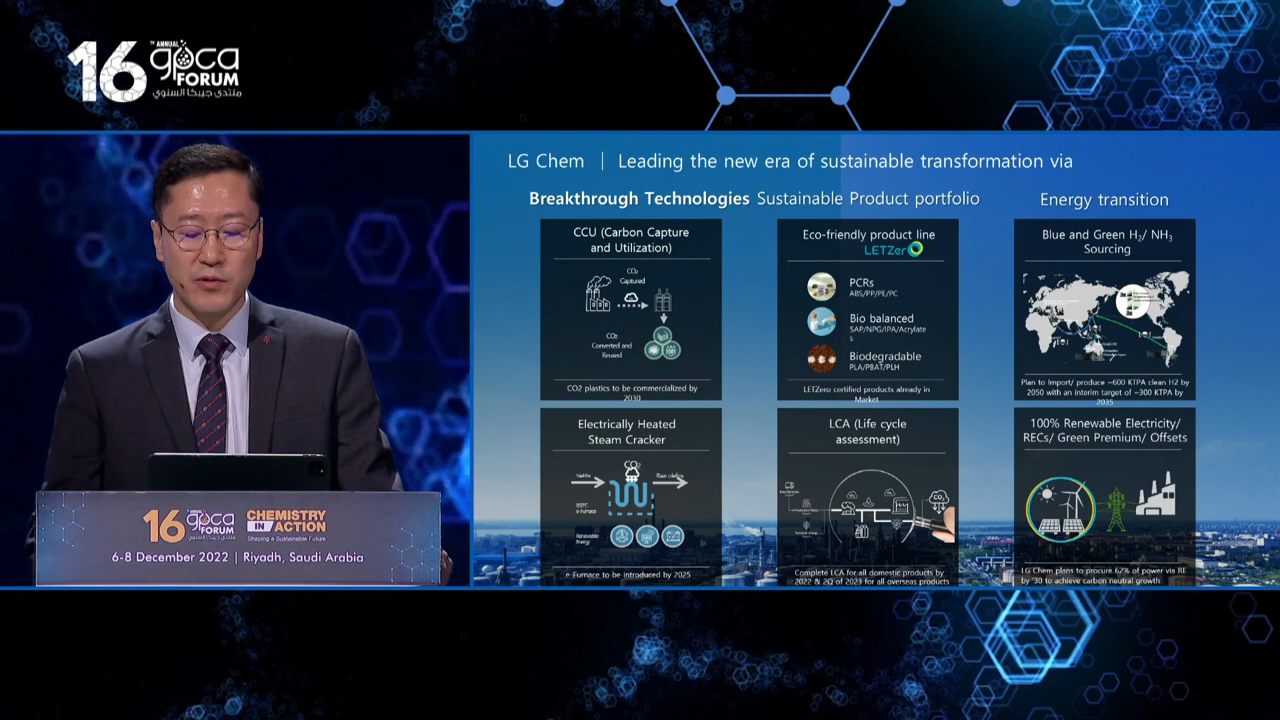 16
TH ANNUAL
gpca
FORUM
منتدى جيبكا السنوي
LG Chem | Leading the new era of sustainable transformation via
Breakthrough Technologies
Sustainable Product portfolio
Energy transition
CCU (Carbon Capture
and Utilization)
CO₂
Captured
CO₂
Converted and
Reused
CO2 plastics to be commercialized by
2030
Eco-friendly product line
LETZero
PCRs
ABS/PP/PE/PC
Bio balanced
SAP/NPG/IPA/Acrylate
s
Biodegradable
PLA/PBAT/PLH
LETZero certified products already in
Market
Blue and Green H₂/ NH₃
Sourcing
Plan to Import/ produce ~600 KTPA clean H2 by
2050 with an interim target of ~300 KTPA by
2035
Electrically Heated
Steam Cracker
CO2
e-Furnace
Renewable
Energy
e-Furnace to be introduced by 2025
LCA (Life cycle
assessment)
CO₂
Complete LCA for all domestic products by
2022 & 2Q of 2023 for all overseas products
100% Renewable Electricity/
RECs/ Green Premium/ Offsets
LG Chem plans to procure 62% of power via RE
by '30 to achieve carbon neutral growth
16
gpca
FORUM
منتدى جيبكا السنوي
CHEMISTRY
IN ACTION
Shaping a Sustainable Future
6-8 December 2022 | Riyadh, Saudi Arabia